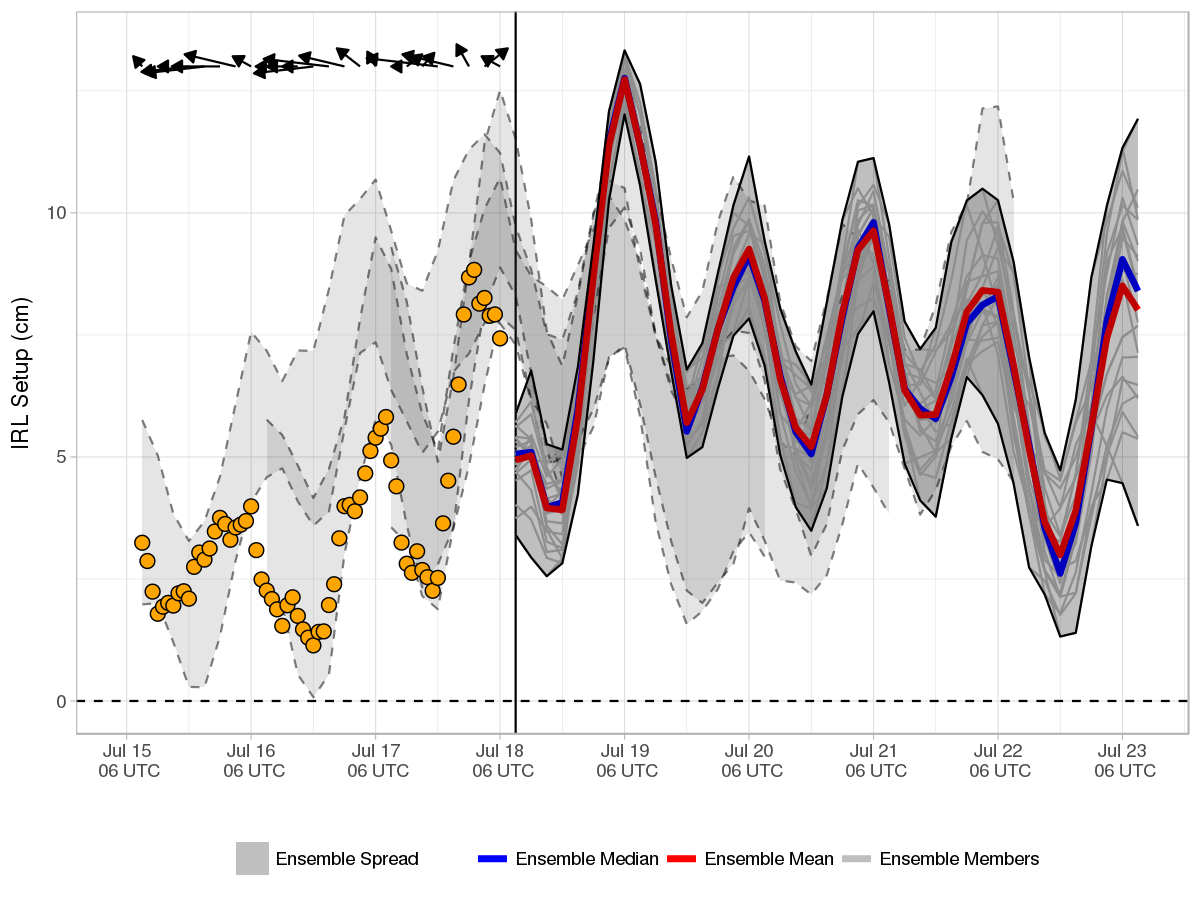 IRL Setup (cm)
10
5
0
Jul 15
06 UTC
Jul 16
06 UTC
Jul 17
06 UTC
Jul 18
06 UTC
Jul 19
06 UTC
Jul 20
06 UTC
Jul 21
06 UTC
Jul 22
06 UTC
Jul 23
06 UTC
Ensemble Spread
Ensemble Median
Ensemble Mean
Ensemble Members